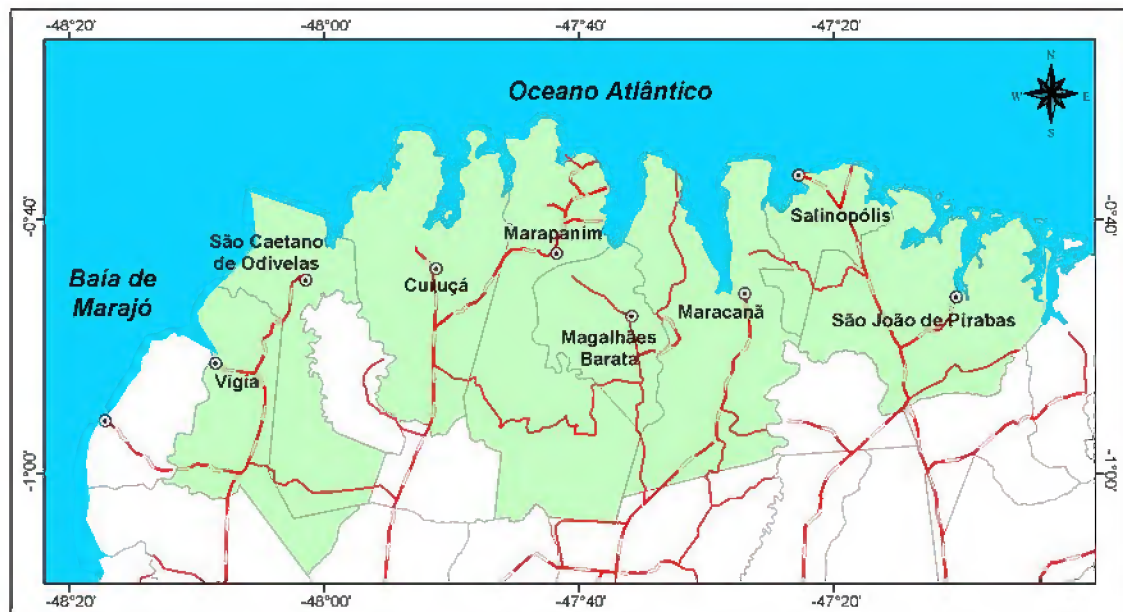 -48°20' -48°00' -47°40' -47°20'
Oceano Atlântico
N
W E
S
-0°40' -0°40'
Salinopólis
Marapanim
São Caetano
de Odivelas
Baía de
Marajó
Curuçá
Maracanã
São João de Pirabas
Magalhães
Barata
Vigia
-1°00' -1°00'
-48°20' -48°00' -47°40' -47°20'